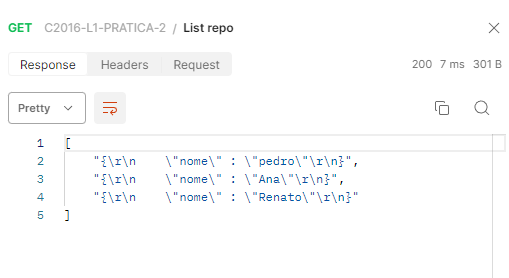 GET C2016-L1-PRATICA-2 / List repo
Response Headers Request 200 7 ms 301 B
Pretty
1 [
2 "{\r\n    \"nome\" : \"pedro\"\r\n}",
3 "{\r\n    \"nome\" : \"Ana\"\r\n}",
4 "{\r\n    \"nome\" : \"Renato\"\r\n}"
5 ]